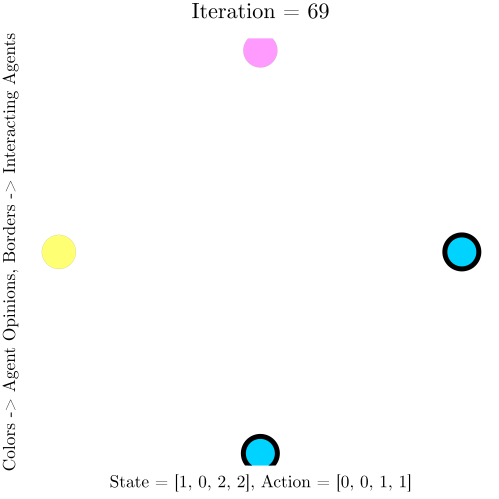 Iteration = 69
Colors -> Agent Opinions, Borders -> Interacting Agents
State = [1, 0, 2, 2], Action = [0, 0, 1, 1]